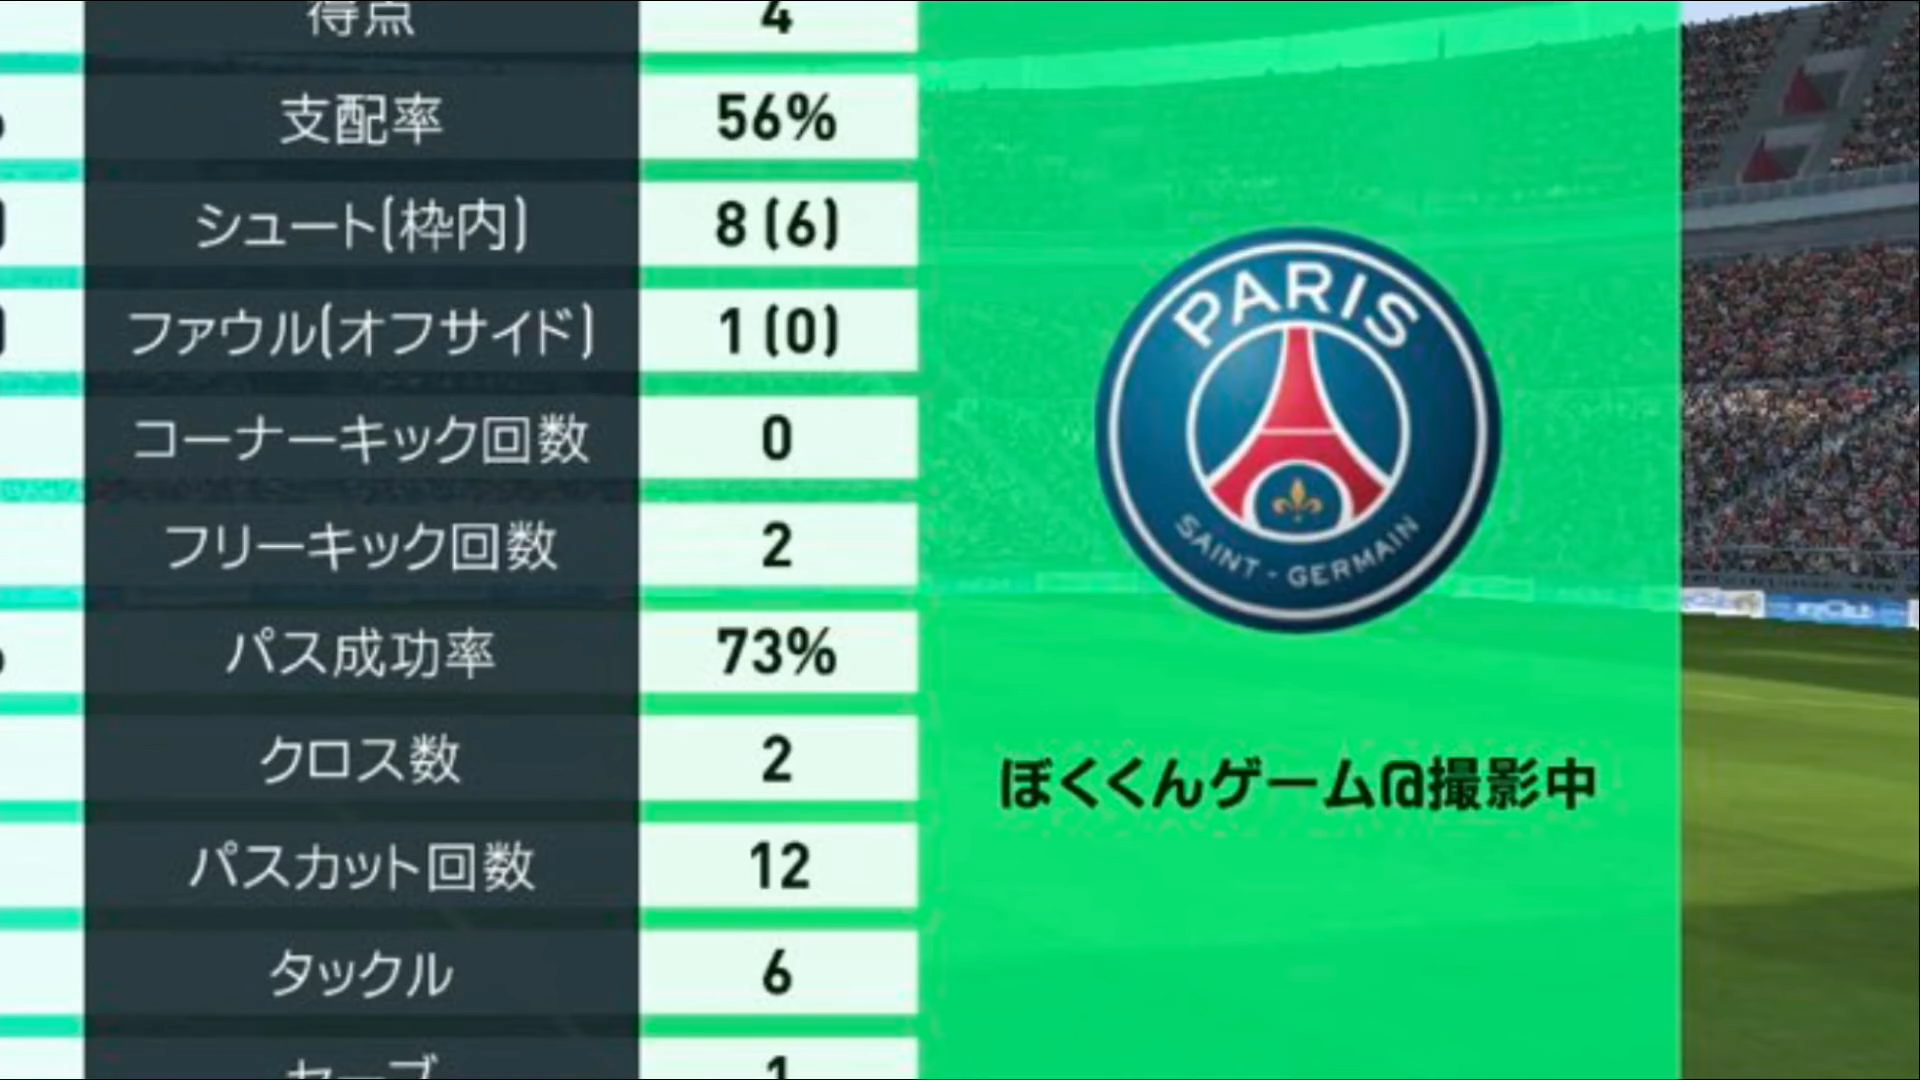 得点 4
支配率 56%
シュート(枠内) 8 (6)
ファウル(オフサイド) 1 (0)
コーナーキック回数 0
フリーキック回数 2
パス成功率 73%
クロス数 2
パスカット回数 12
タックル 6
セーブ 1
PARIS
SAINT - GERMAIN
ぼくくんゲーム@撮影中